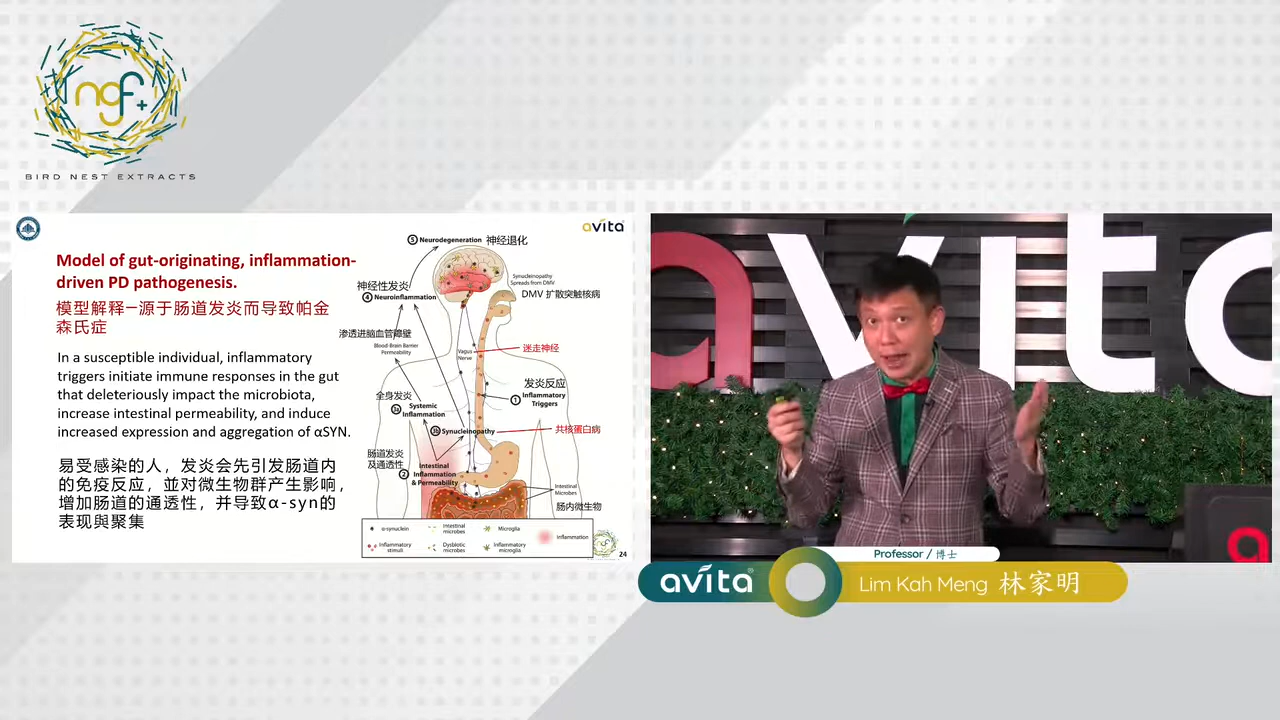 ngf+
BIRD NEST EXTRACTS
avita
Model of gut-originating, inflammation-
driven PD pathogenesis.
模型解释–源于肠道发炎而导致帕金
森氏症
In a susceptible individual, inflammatory
triggers initiate immune responses in the gut
that deleteriously impact the microbiota,
increase intestinal permeability, and induce
increased expression and aggregation of αSYN.
易受感染的人，发炎会先引发肠道内
的免疫反应，並对微生物群产生影响，
增加肠道的通透性，并导致α-syn的
表现與聚集
5 Neurodegeneration 神经退化
神经性发炎
4 Neuroinflammation
Synucleinopathy
Spreads from DMV
DMV 扩散突触核病
渗透进脑血管障壁
Blood-Brain Barrier
Permeability
Vagus
Nerve
迷走神经
发炎反应
1 Inflammatory
Triggers
全身发炎
3a Systemic
Inflammation
3b Synucleinopathy
共核蛋白病
肠道发炎
及通透性
2 Intestinal
Inflammation
& Permeability
Intestinal
Microbes
肠内微生物
α-synuclein
Intestinal
microbes
Microglia
Inflammation
Inflammatory
stimuli
Dysbiotic
microbes
Inflammatory
microglia
24
avita
a
Professor / 博士
avita®
Lim Kah Meng 林家明